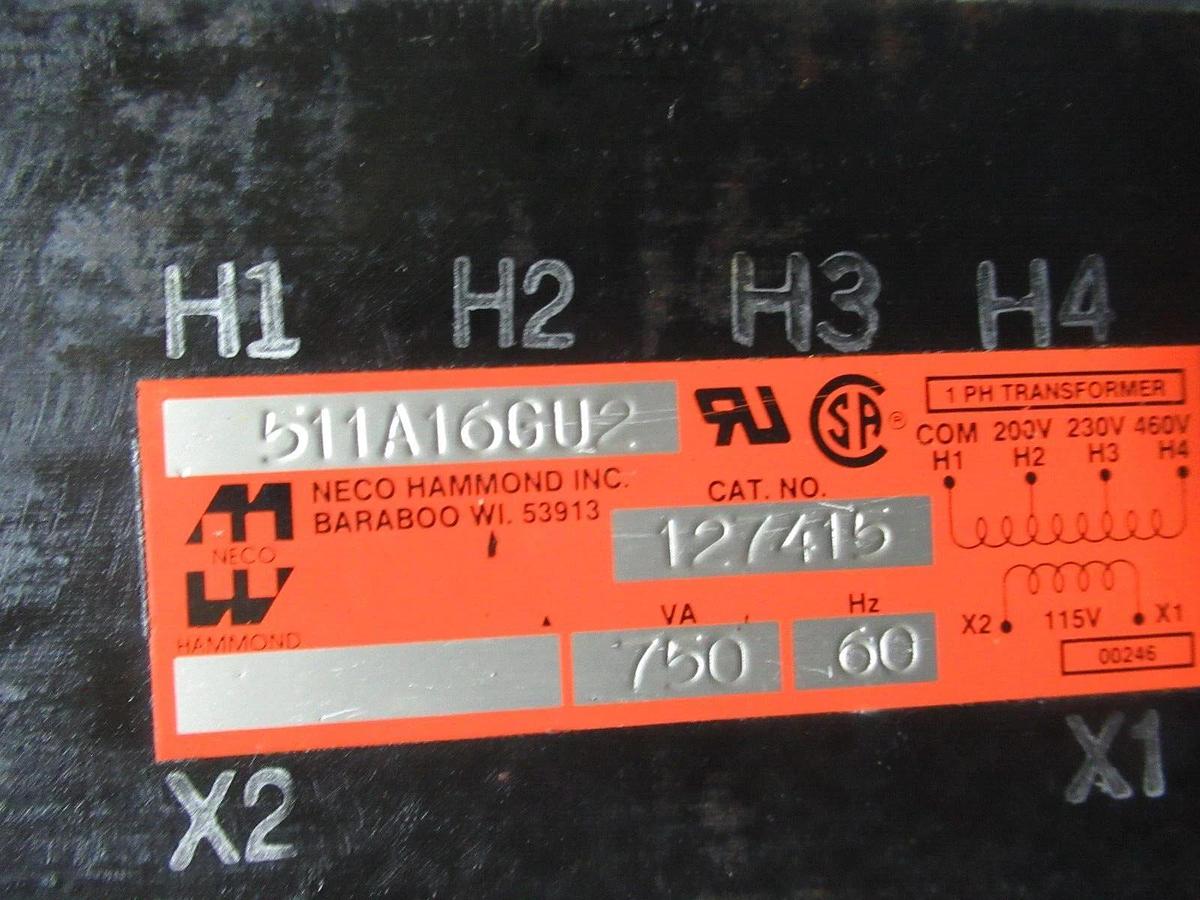 H1 H2 H3 H4
511A16GU2
NECO HAMMOND INC.
BARABOO WI. 53913
NECO
HAMMOND
CAT. NO.
127415
VA
750
Hz
60
SA ®
1 PH TRANSFORMER
COM 200V 230V 460V
H1 H2 H3 H4
X2 115V X1
00246
X2 X1